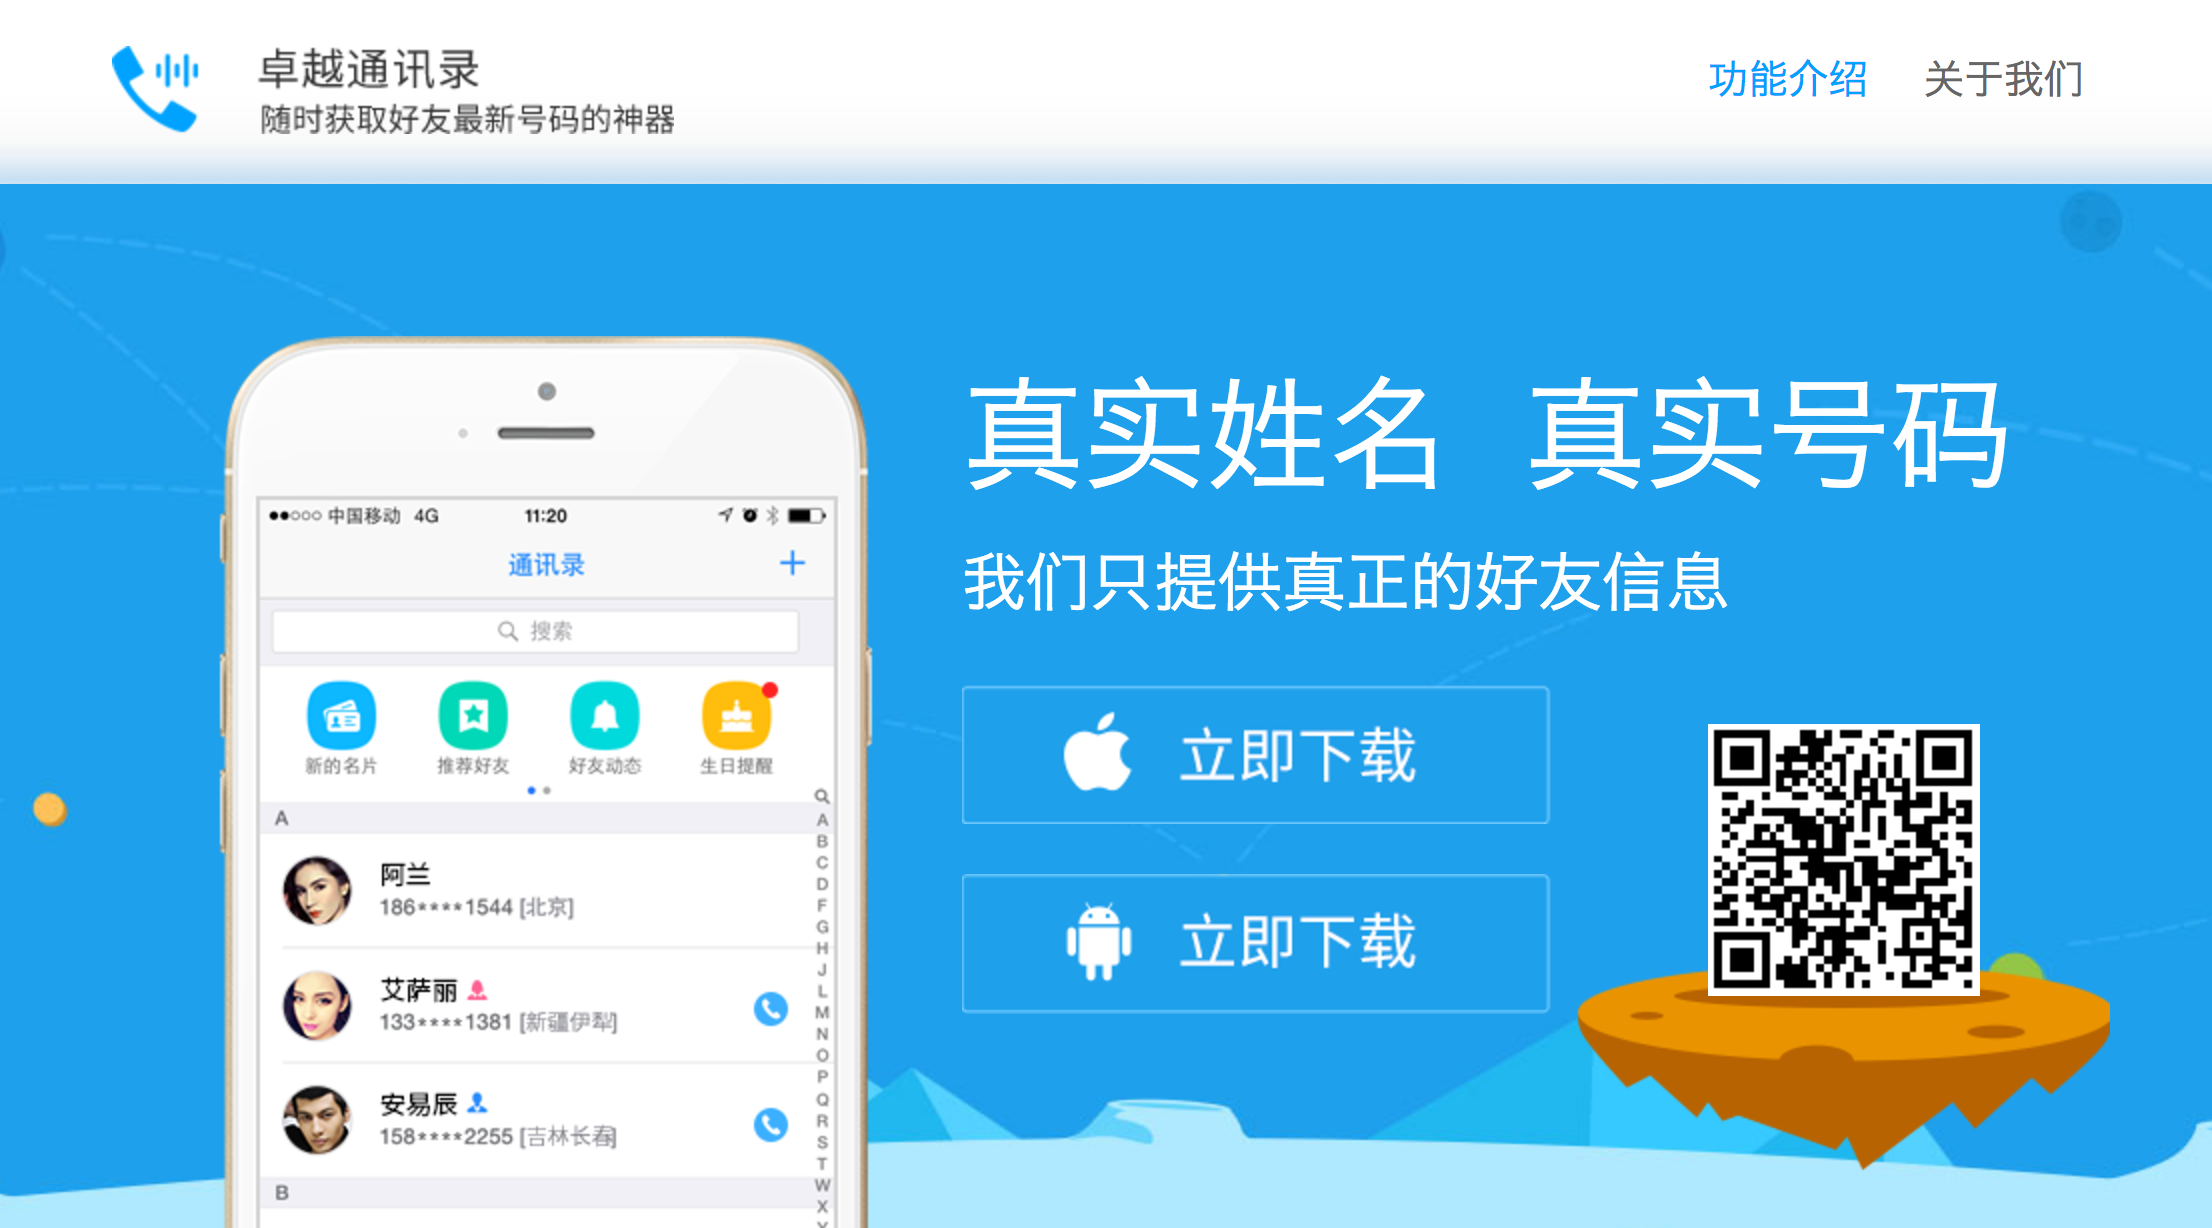 卓越通讯录
随时获取好友最新号码的神器
功能介绍 关于我们
真实姓名 真实号码
我们只提供真正的好友信息
立即下载
立即下载
中国移动 4G 11:20
通讯录 +
搜索
新的名片 推荐好友 好友动态 生日提醒
A
阿兰
186****1544 [北京]
艾萨丽
133****1381 [新疆伊犁]
安易辰
158****2255 [吉林长春]
B
A
B
C
D
F
G
H
J
L
M
N
O
P
Q
R
S
T
W
X